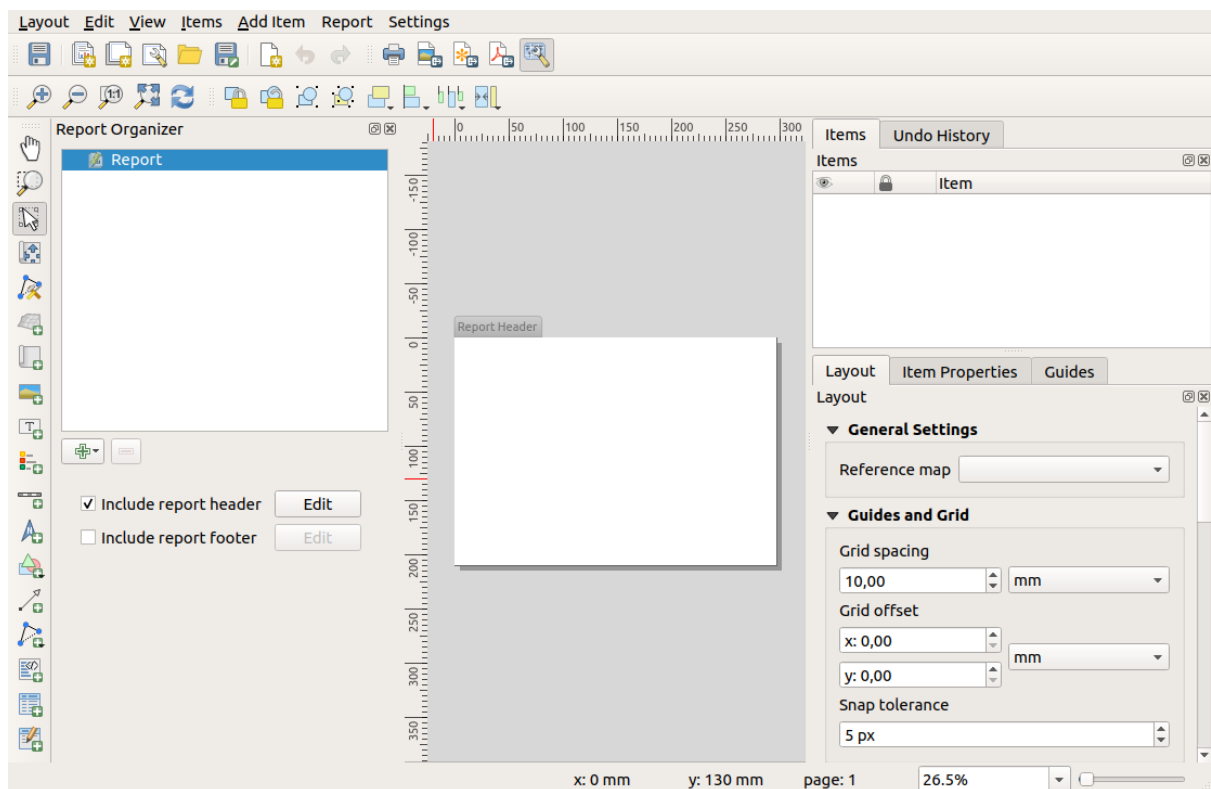 Layout Edit View Items Add Item Report Settings
1:1
Report Organizer
Report
Include report header Edit
Include report footer Edit
0 50 100 150 200 250 300
-150
-100
-50
0
50
100
150
200
250
300
350
Report Header
Items Undo History
Items
Item
Layout Item Properties Guides
Layout
General Settings
Reference map
Guides and Grid
Grid spacing
10,00 mm
Grid offset
x: 0,00
mm
y: 0,00
Snap tolerance
5 px
x: 0 mm y: 130 mm page: 1 26.5%